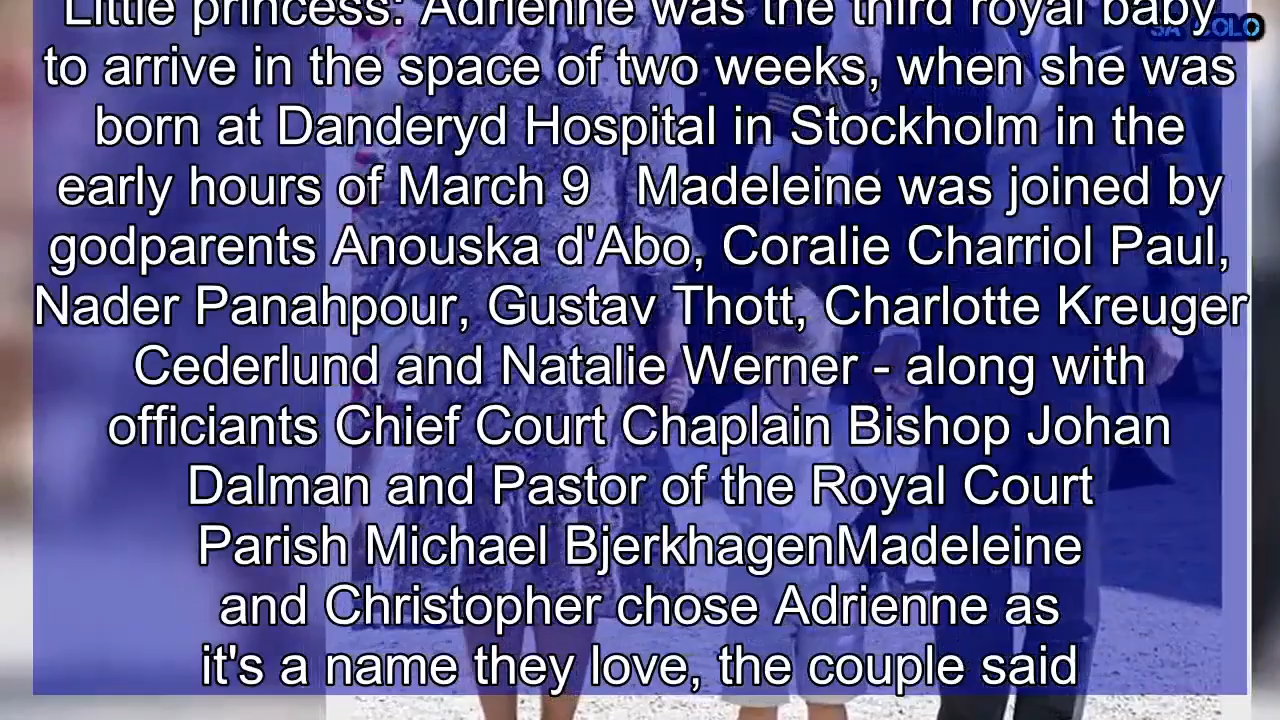 Little princess: Adrienne was the third royal baby
to arrive in the space of two weeks, when she was
born at Danderyd Hospital in Stockholm in the
early hours of March 9   Madeleine was joined by
godparents Anouska d'Abo, Coralie Charriol Paul,
Nader Panahpour, Gustav Thott, Charlotte Kreuger
Cederlund and Natalie Werner - along with
officiants Chief Court Chaplain Bishop Johan
Dalman and Pastor of the Royal Court
Parish Michael BjerkhagenMadeleine
and Christopher chose Adrienne as
it's a name they love, the couple said